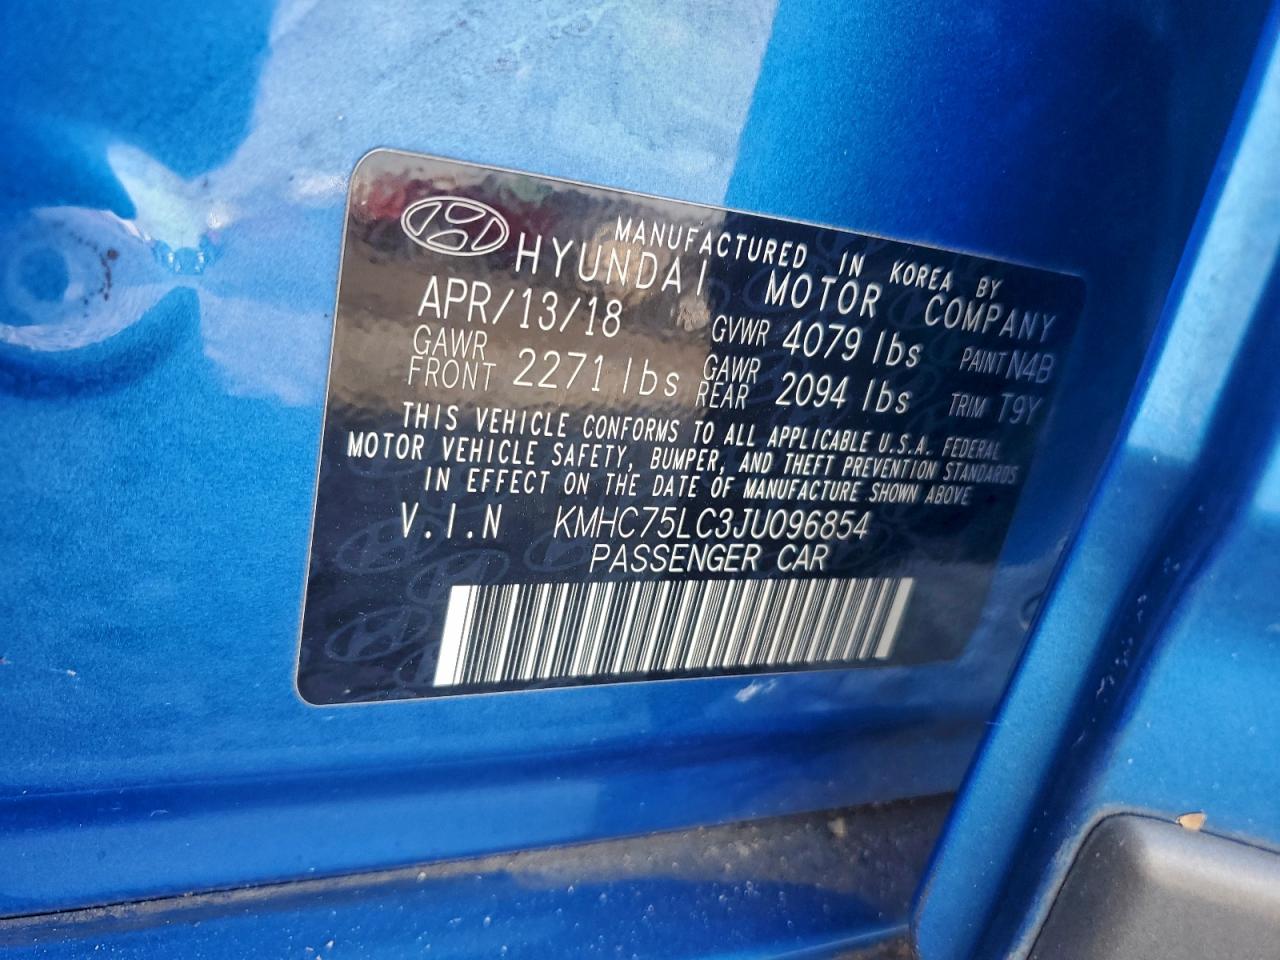 MANUFACTURED IN KOREA BY
HYUNDAI MOTOR COMPANY
APR/13/18 GVWR 4079 lbs PAINT N4B
GAWR FRONT 2271 lbs GAWR REAR 2094 lbs TRIM T9Y
THIS VEHICLE CONFORMS TO ALL APPLICABLE U.S.A. FEDERAL
MOTOR VEHICLE SAFETY, BUMPER, AND THEFT PREVENTION STANDARDS
IN EFFECT ON THE DATE OF MANUFACTURE SHOWN ABOVE
V.I.N KMHC75LC3JU096854
PASSENGER CAR